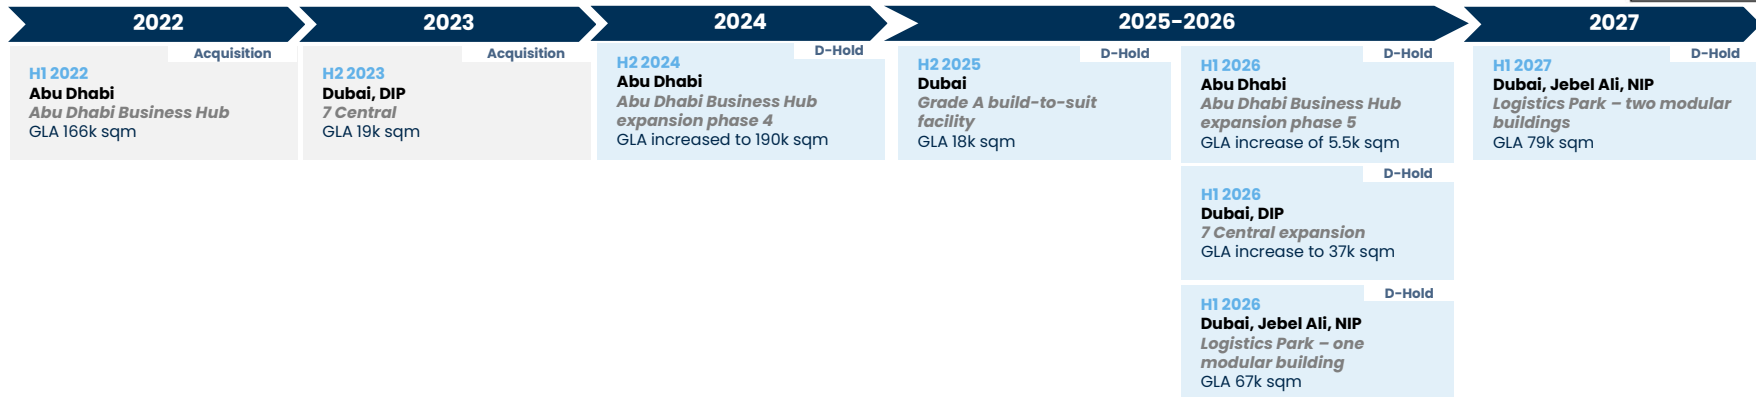 2022
2023
2024
2025-2026
2027
Acquisition
H1 2022
Abu Dhabi
Abu Dhabi Business Hub
GLA 166k sqm
Acquisition
H2 2023
Dubai, DIP
7 Central
GLA 19k sqm
D-Hold
H2 2024
Abu Dhabi
Abu Dhabi Business Hub
expansion phase 4
GLA increased to 190k sqm
D-Hold
H2 2025
Dubai
Grade A build-to-suit
facility
GLA 18k sqm
D-Hold
H1 2026
Abu Dhabi
Abu Dhabi Business Hub
expansion phase 5
GLA increase of 5.5k sqm
D-Hold
H1 2026
Dubai, DIP
7 Central expansion
GLA increase to 37k sqm
D-Hold
H1 2026
Dubai, Jebel Ali, NIP
Logistics Park – one
modular building
GLA 67k sqm
D-Hold
H1 2027
Dubai, Jebel Ali, NIP
Logistics Park – two modular
buildings
GLA 79k sqm